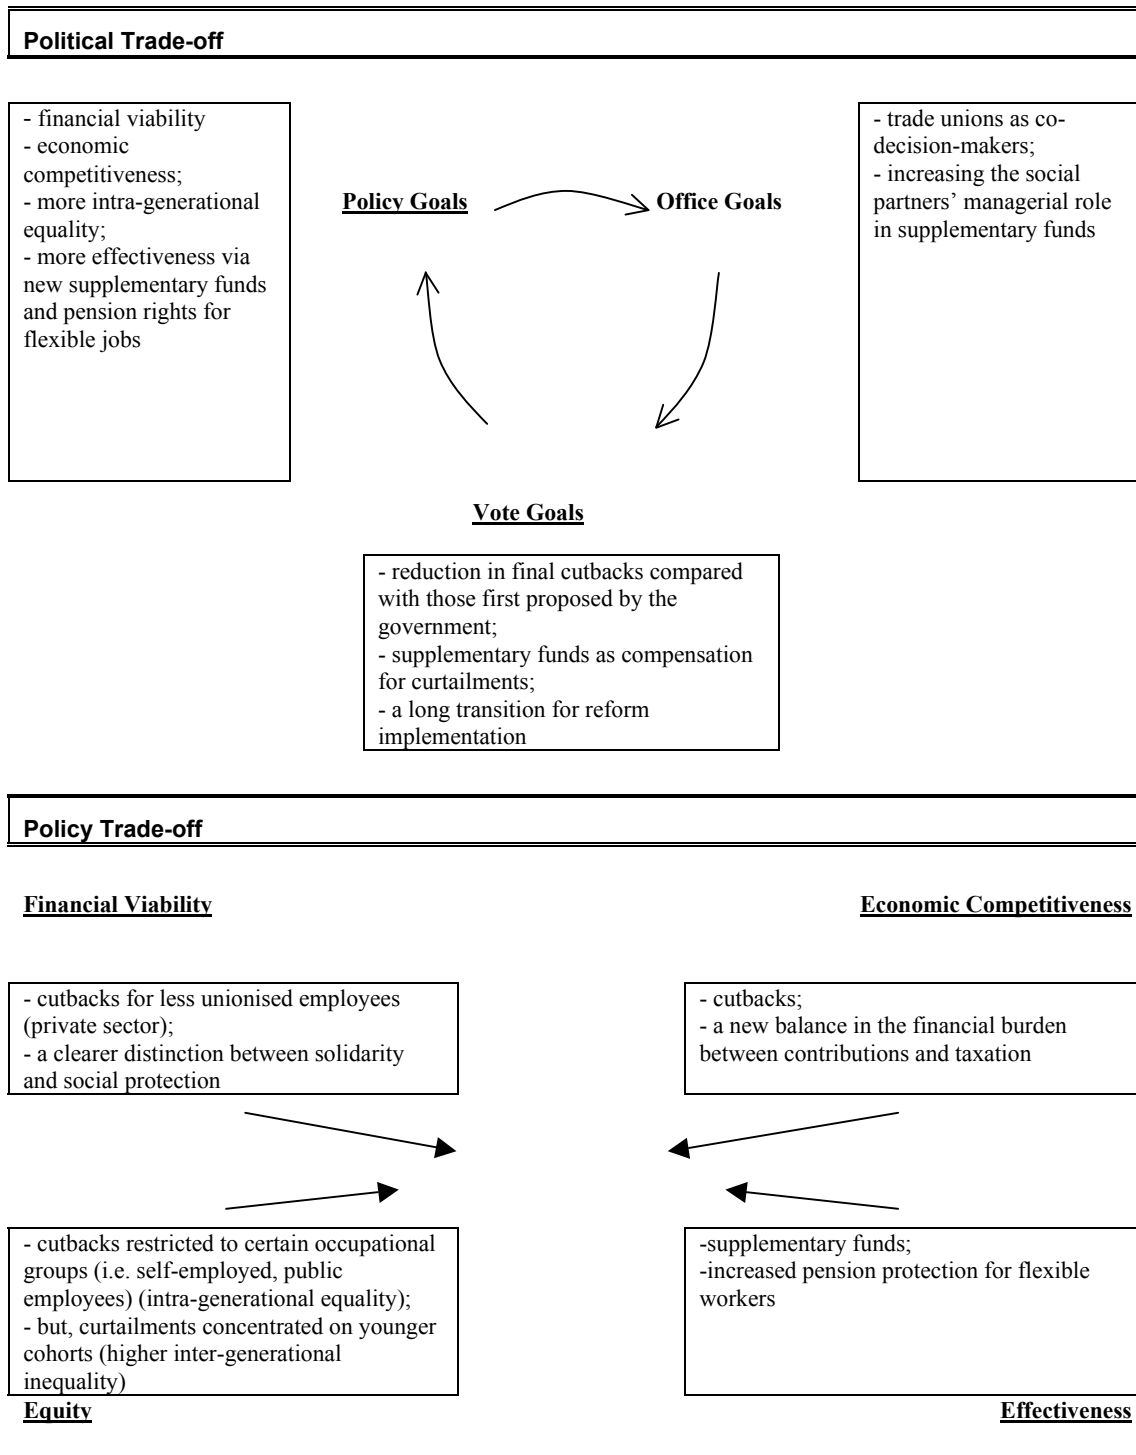 Political Trade-off
- financial viability
- economic
competitiveness;
- more intra-generational
equality;
- more effectiveness via
new supplementary funds
and pension rights for
flexible jobs
Policy Goals
Office Goals
- trade unions as co-
decision-makers;
- increasing the social
partners’ managerial role
in supplementary funds
Vote Goals
- reduction in final cutbacks compared
with those first proposed by the
government;
- supplementary funds as compensation
for curtailments;
- a long transition for reform
implementation
Policy Trade-off
Financial Viability
Economic Competitiveness
- cutbacks for less unionised employees
(private sector);
- a clearer distinction between solidarity
and social protection
- cutbacks;
- a new balance in the financial burden
between contributions and taxation
- cutbacks restricted to certain occupational
groups (i.e. self-employed, public
employees) (intra-generational equality);
- but, curtailments concentrated on younger
cohorts (higher inter-generational
inequality)
-supplementary funds;
-increased pension protection for flexible
workers
Equity
Effectiveness